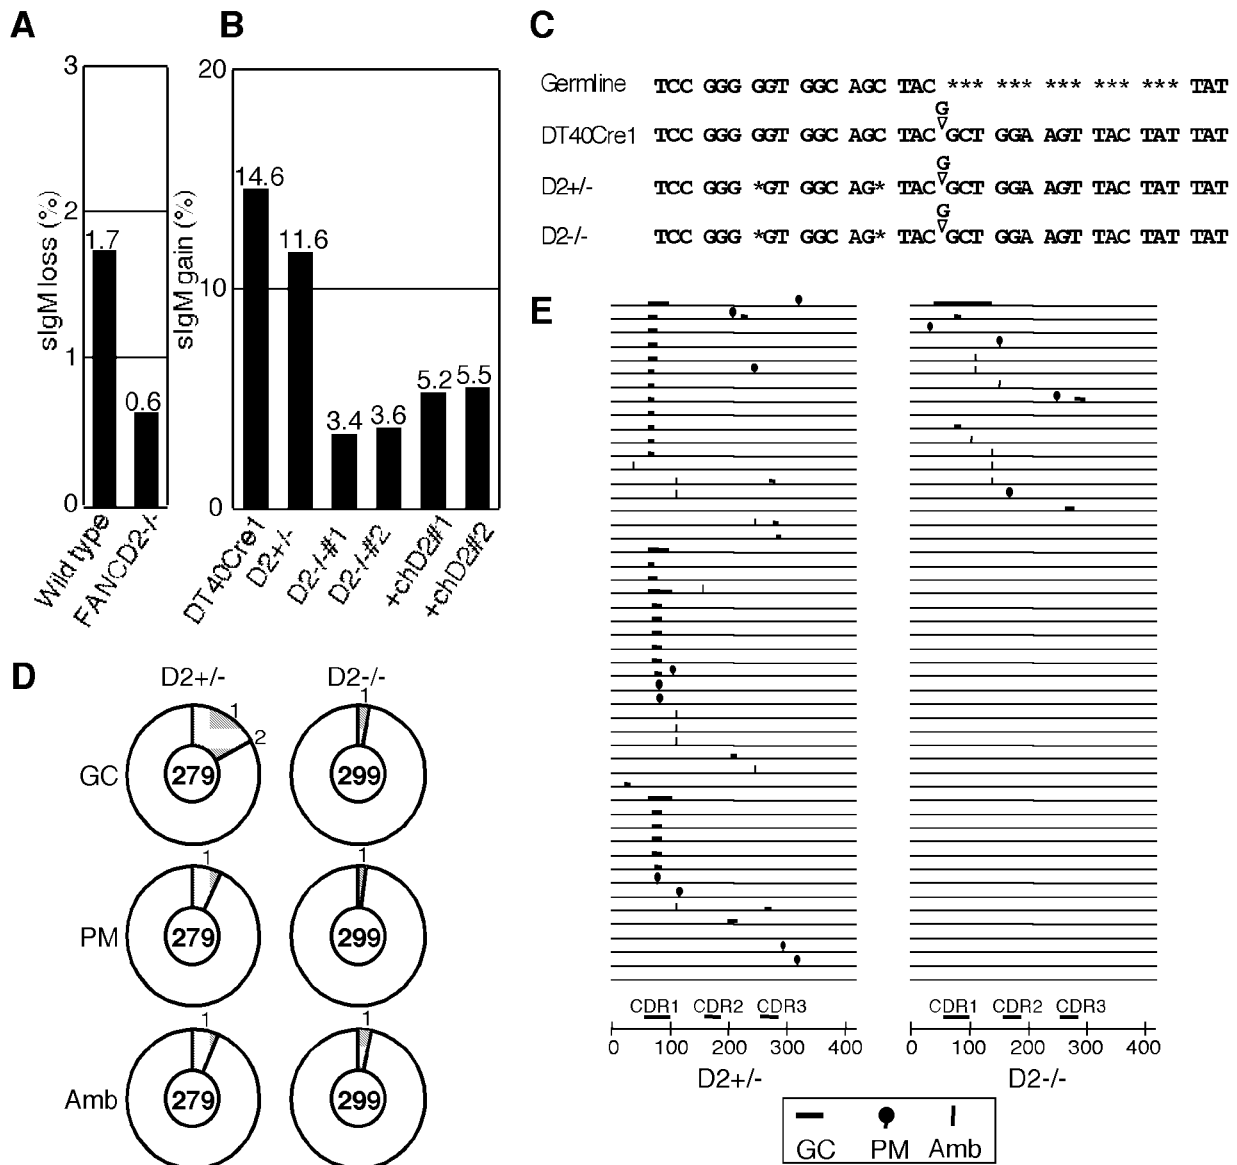 A
B
C
3
2
1
0
sIgM loss (%)
1.7
0.6
Wild type
FANCD2-/-
20
10
0
sIgM gain (%)
14.6
11.6
3.4
3.6
5.2
5.5
DT40Cre1
D2+/-
D2-/-#1
D2-/-#2
+chD2#1
+chD2#2
Germline TCC GGG GGT GGC AGC TAC *** *** *** *** *** TAT
G
DT40Cre1 TCC GGG GGT GGC AGC TAC GCT GGA AGT TAC TAT TAT
G
D2+/- TCC GGG *GT GGC AG* TAC GCT GGA AGT TAC TAT TAT
G
D2-/- TCC GGG *GT GGC AG* TAC GCT GGA AGT TAC TAT TAT
D
D2+/- D2-/-
1 1
2
GC 279 299
1 1
PM 279 299
1 1
Amb 279 299
E
CDR1 CDR2 CDR3 CDR1 CDR2 CDR3
0 100 200 300 400 0 100 200 300 400
D2+/- D2-/-
GC PM Amb